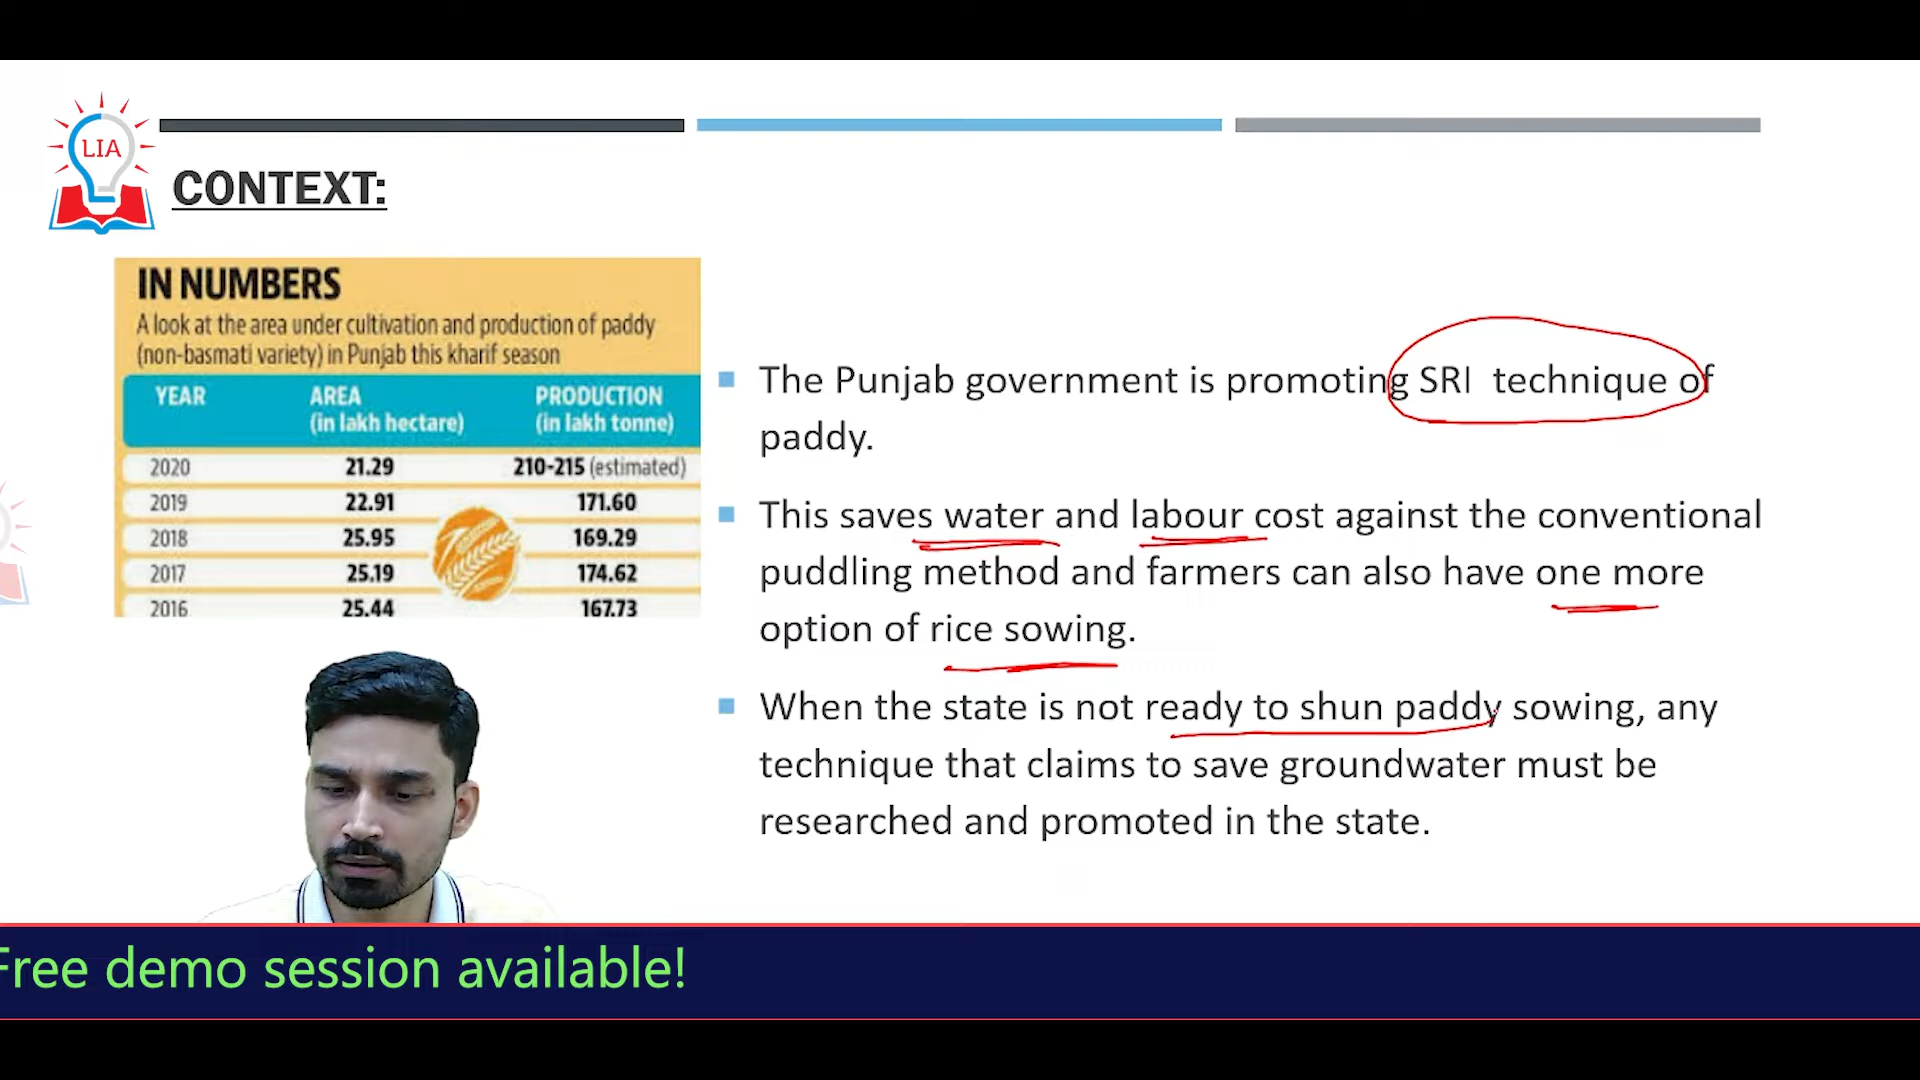 LIA
CONTEXT:
IN NUMBERS
A look at the area under cultivation and production of paddy
(non-basmati variety) in Punjab this kharif season
YEAR AREA PRODUCTION
(in lakh hectare) (in lakh tonne)
2020 21.29 210-215 (estimated)
2019 22.91 171.60
2018 25.95 169.29
2017 25.19 174.62
2016 25.44 167.73
The Punjab government is promoting SRI technique of
paddy.
This saves water and labour cost against the conventional
puddling method and farmers can also have one more
option of rice sowing.
When the state is not ready to shun paddy sowing, any
technique that claims to save groundwater must be
researched and promoted in the state.
Free demo session available!